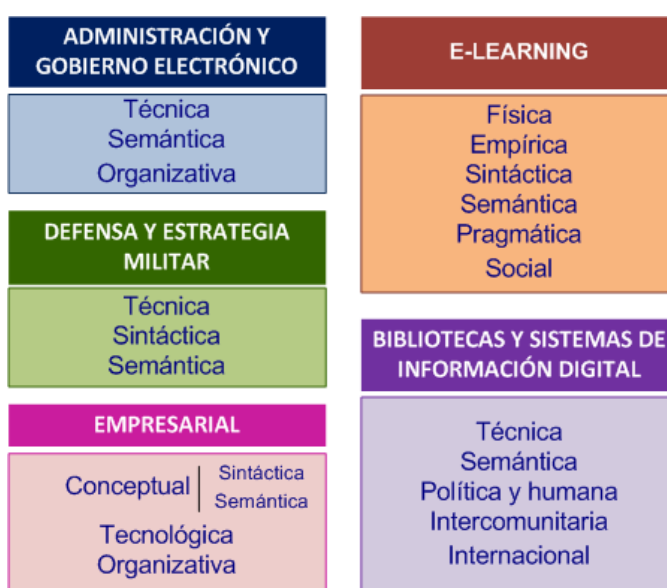 ADMINISTRACIÓN Y
GOBIERNO ELECTRÓNICO
Técnica
Semántica
Organizativa
DEFENSA Y ESTRATEGIA
MILITAR
Técnica
Sintáctica
Semántica
EMPRESARIAL
Conceptual
Sintáctica
Semántica
Tecnológica
Organizativa
E-LEARNING
Física
Empírica
Sintáctica
Semántica
Pragmática
Social
BIBLIOTECAS Y SISTEMAS DE
INFORMACIÓN DIGITAL
Técnica
Semántica
Política y humana
Intercomunitaria
Internacional